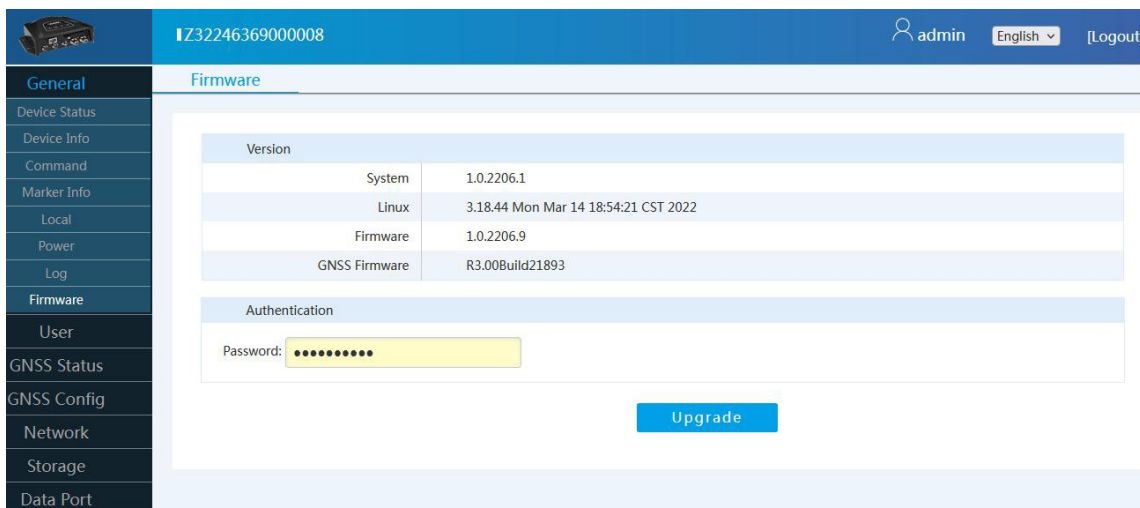 IZ32246369000008
admin
English
[Logout
General
Device Status
Device Info
Command
Marker Info
Local
Power
Log
Firmware
User
GNSS Status
GNSS Config
Network
Storage
Data Port
Firmware
Version
System 1.0.2206.1
Linux 3.18.44 Mon Mar 14 18:54:21 CST 2022
Firmware 1.0.2206.9
GNSS Firmware R3.00Build21893
Authentication
Password: ••••••••••
Upgrade